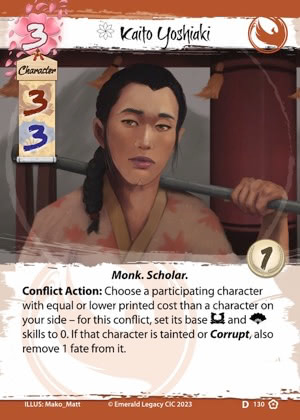 3
Kaito Yoshiaki
Character
3
3
1
Monk. Scholar.
Conflict Action: Choose a participating character
with equal or lower printed cost than a character on
your side – for this conflict, set its base and
skills to 0. If that character is tainted or Corrupt, also
remove 1 fate from it.
ILLUS: Mako_Matt © Emerald Legacy CIC 2023 D 130